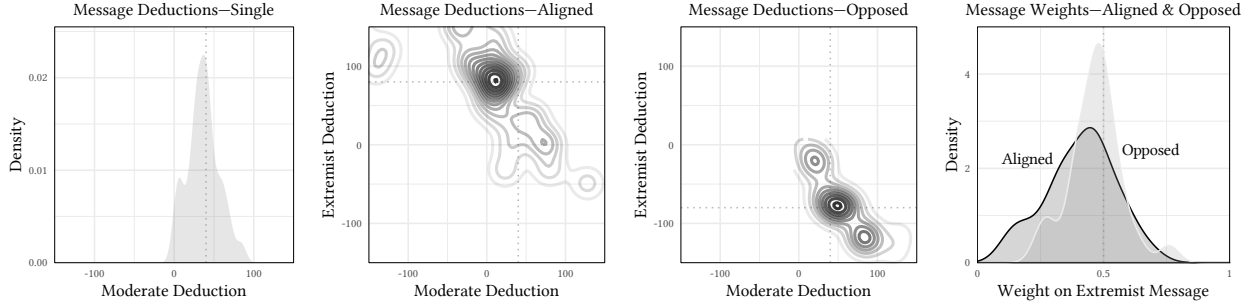 Message Deductions—Single
Density
0.02
0.01
0.00
-100
0
100
Moderate Deduction
Message Deductions—Aligned
Extremist Deduction
100
0
-100
-100
0
100
Moderate Deduction
Message Deductions—Opposed
Extremist Deduction
100
0
-100
-100
0
100
Moderate Deduction
Message Weights—Aligned & Opposed
Density
4
2
0
Aligned
Opposed
0
0.5
1
Weight on Extremist Message